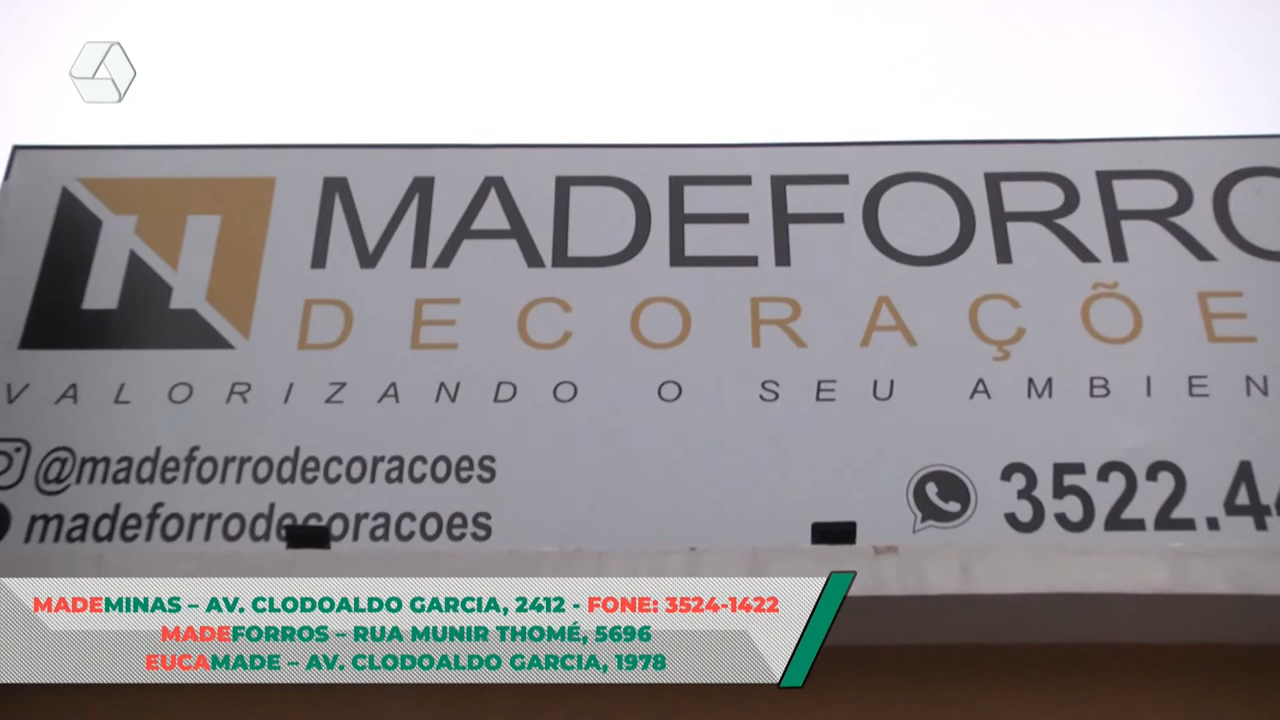 MADEFORRO
DECORAÇÕE
VALORIZANDO O SEU AMBIEN
@madeforrodecoracoes
madeforrodecoracoes
3522.4
MADEMINAS – AV. CLODOALDO GARCIA, 2412 - FONE: 3524-1422
MADEFORROS – RUA MUNIR THOMÉ, 5696
EUCAMADE – AV. CLODOALDO GARCIA, 1978